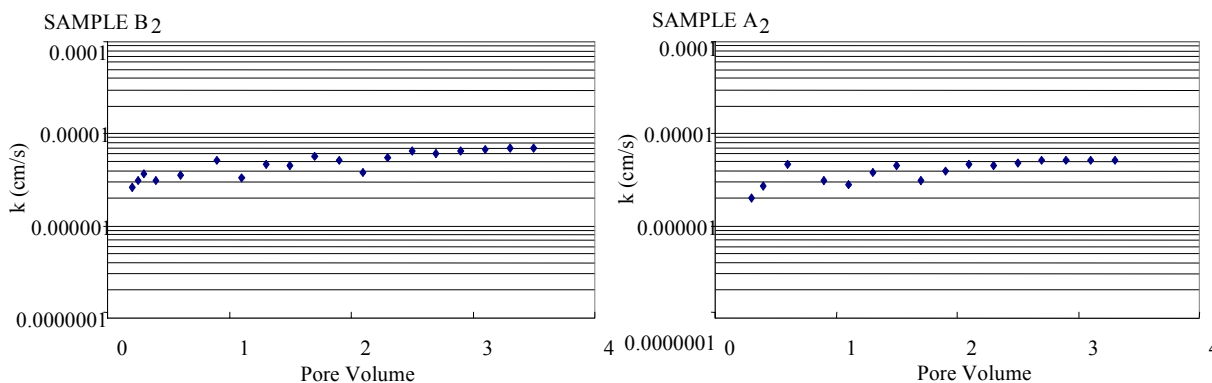 SAMPLE B2
0.0001
0.00001
0.000001
0.0000001
k (cm/s)
0 1 2 3 4
Pore Volume
SAMPLE A2
0.0001
0.00001
0.000001
0.0000001
k (cm/s)
0 1 2 3 4
Pore Volume